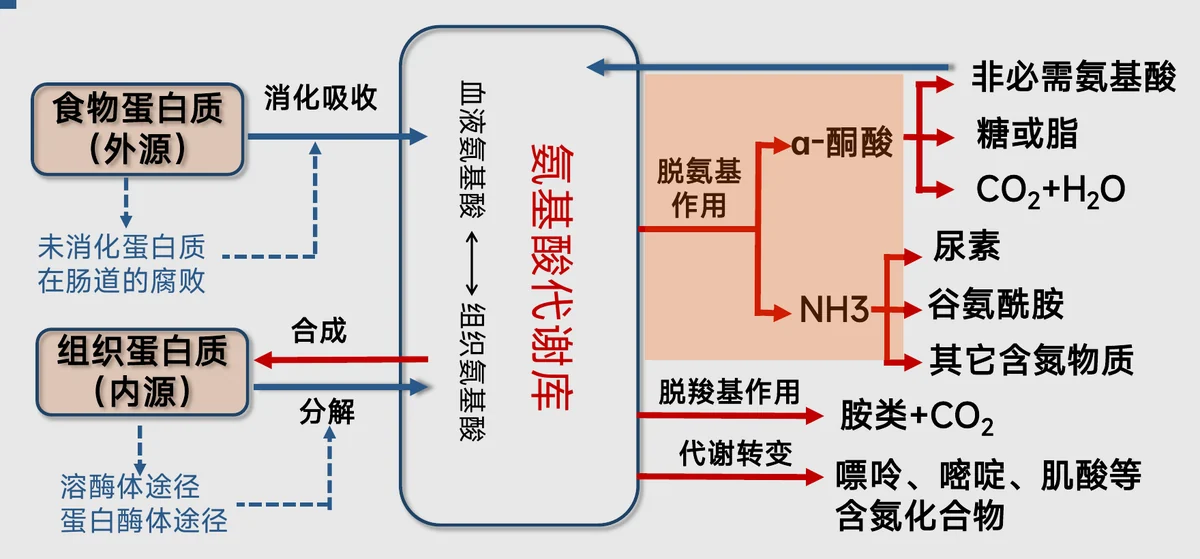 食物蛋白质
（外源）
消化吸收
未消化蛋白质
在肠道的腐败
组织蛋白质
（内源）
合成
分解
溶酶体途径
蛋白酶体途径
血液氨基酸
组织氨基酸
氨基酸代谢库
脱氨基
作用
α-酮酸
非必需氨基酸
糖或脂
CO₂+H₂O
NH3
尿素
谷氨酰胺
其它含氮物质
脱羧基作用
胺类+CO₂
代谢转变
嘌呤、嘧啶、肌酸等
含氮化合物